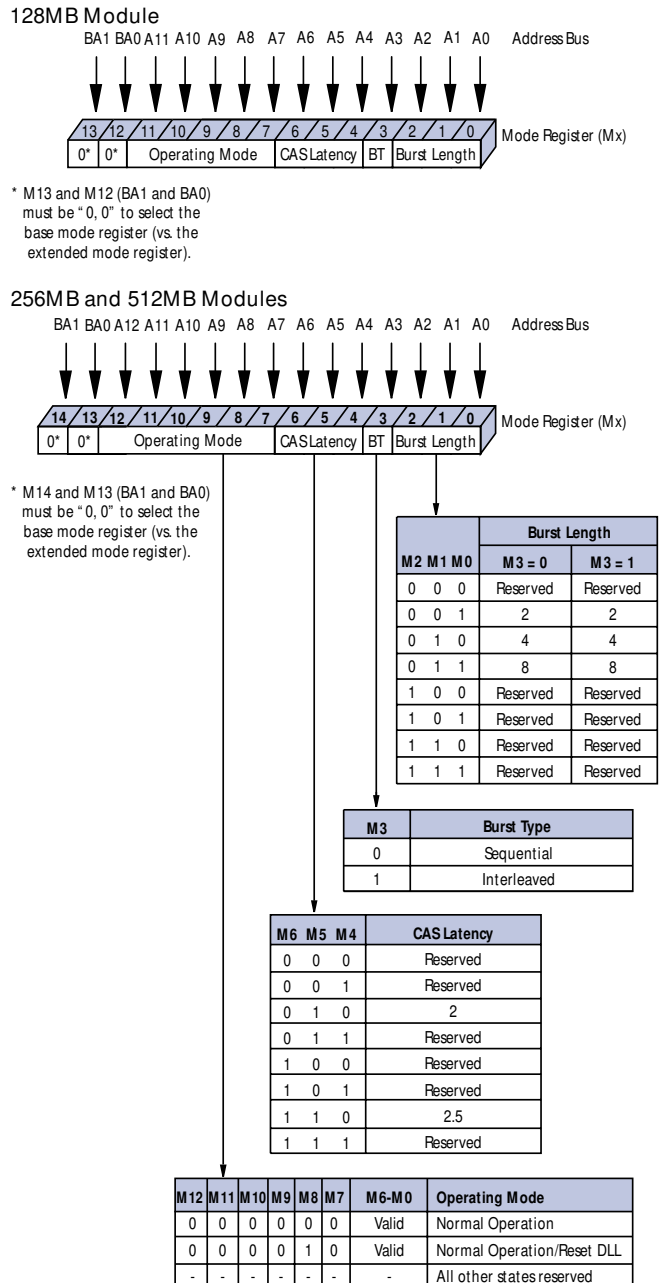 128MB Module
BA1 BA0 A11 A10 A9 A8 A7 A6 A5 A4 A3 A2 A1 A0 Address Bus
13 12 11 10 9 8 7 6 5 4 3 2 1 0 Mode Register (Mx)
0* 0* Operating Mode CAS Latency BT Burst Length
* M13 and M12 (BA1 and BA0)
must be "0, 0" to select the
base mode register (vs. the
extended mode register).
256MB and 512MB Modules
BA1 BA0 A12 A11 A10 A9 A8 A7 A6 A5 A4 A3 A2 A1 A0 Address Bus
14 13 12 11 10 9 8 7 6 5 4 3 2 1 0 Mode Register (Mx)
0* 0* Operating Mode CAS Latency BT Burst Length
* M14 and M13 (BA1 and BA0)
must be "0, 0" to select the
base mode register (vs. the
extended mode register).
Burst Length
M2 M1 M0 M3 = 0 M3 = 1
0 0 0 Reserved Reserved
0 0 1 2 2
0 1 0 4 4
0 1 1 8 8
1 0 0 Reserved Reserved
1 0 1 Reserved Reserved
1 1 0 Reserved Reserved
1 1 1 Reserved Reserved
M3 Burst Type
0 Sequential
1 Interleaved
M6 M5 M4 CAS Latency
0 0 0 Reserved
0 0 1 Reserved
0 1 0 2
0 1 1 Reserved
1 0 0 Reserved
1 0 1 Reserved
1 1 0 2.5
1 1 1 Reserved
M12 M11 M10 M9 M8 M7 M6-M0 Operating Mode
0 0 0 0 0 0 Valid Normal Operation
0 0 0 0 1 0 Valid Normal Operation/Reset DLL
- - - - - - - All other states reserved